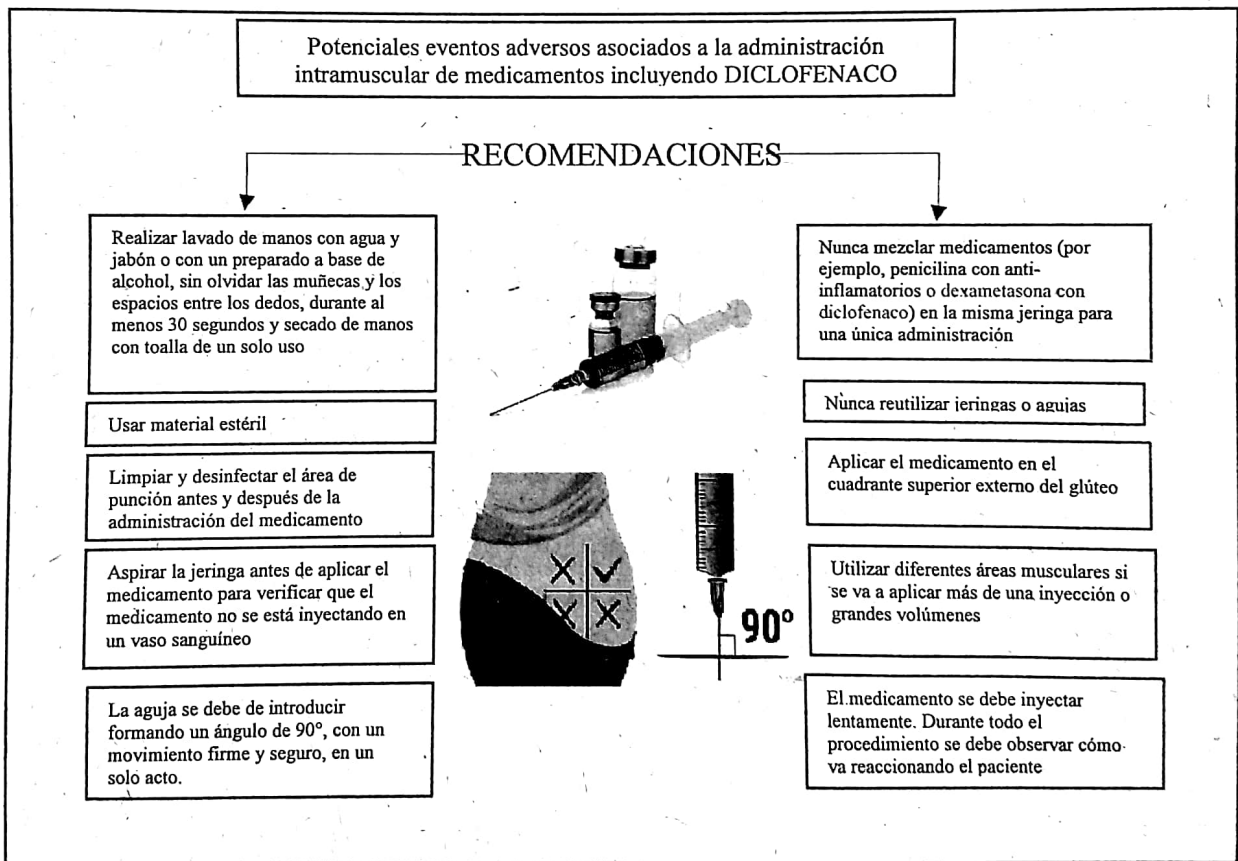 Potenciales eventos adversos asociados a la administración
intramuscular de medicamentos incluyendo DICLOFENACO
RECOMENDACIONES
Realizar lavado de manos con agua y
jabón o con un preparado a base de
alcohol, sin olvidar las muñecas y los
espacios entre los dedos, durante al
menos 30 segundos y secado de manos
con toalla de un solo uso
Usar material estéril
Limpiar y desinfectar el área de
punción antes y después de la
administración del medicamento
Aspirar la jeringa antes de aplicar el
medicamento para verificar que el
medicamento no se está inyectando en
un vaso sanguíneo
La aguja se debe de introducir
formando un ángulo de 90°, con un
movimiento firme y seguro, en un
solo acto.
90°
Nunca mezclar medicamentos (por
ejemplo, penicilina con anti-
inflamatorios o dexametasona con
diclofenaco) en la misma jeringa para
una única administración
Nunca reutilizar jeringas o agujas
Aplicar el medicamento en el
cuadrante superior externo del glúteo
Utilizar diferentes áreas musculares si
se va a aplicar más de una inyección o
grandes volúmenes
El medicamento se debe inyectar
lentamente. Durante todo el
procedimiento se debe observar cómo
va reaccionando el paciente